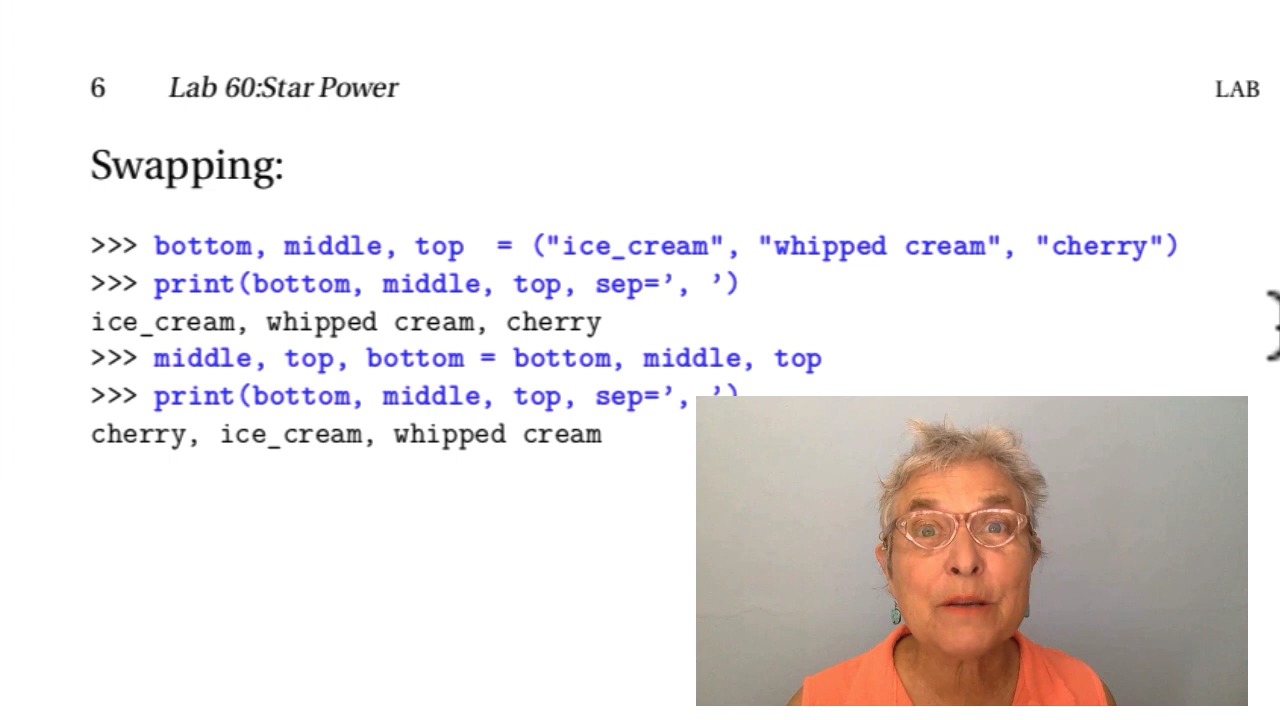 6 Lab 60:Star Power LAB
Swapping:
>>> bottom, middle, top = ("ice_cream", "whipped cream", "cherry")
>>> print(bottom, middle, top, sep=’, ’)
ice_cream, whipped cream, cherry
>>> middle, top, bottom = bottom, middle, top
>>> print(bottom, middle, top, sep=’, ’)
cherry, ice_cream, whipped cream